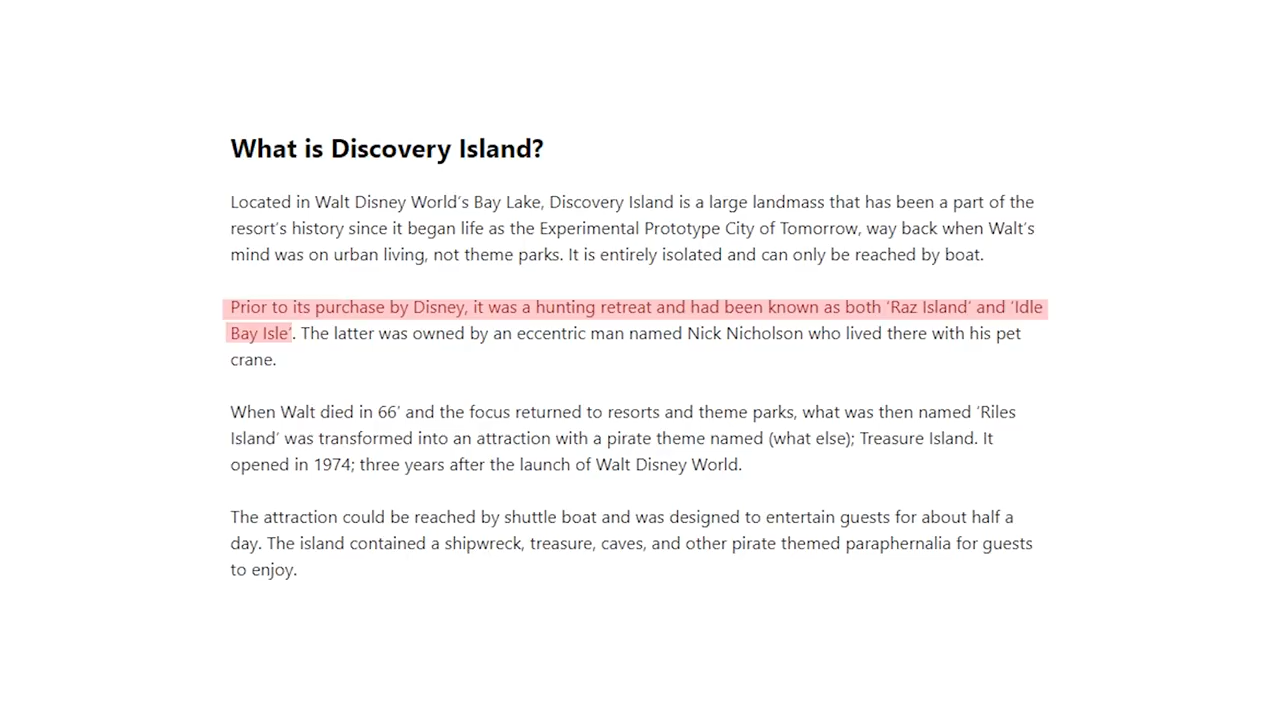 What is Discovery Island?
Located in Walt Disney World's Bay Lake, Discovery Island is a large landmass that has been a part of the
resort's history since it began life as the Experimental Prototype City of Tomorrow, way back when Walt's
mind was on urban living, not theme parks. It is entirely isolated and can only be reached by boat.
Prior to its purchase by Disney, it was a hunting retreat and had been known as both 'Raz Island' and 'Idle
Bay Isle'. The latter was owned by an eccentric man named Nick Nicholson who lived there with his pet
crane.
When Walt died in 66' and the focus returned to resorts and theme parks, what was then named 'Riles
Island' was transformed into an attraction with a pirate theme named (what else); Treasure Island. It
opened in 1974; three years after the launch of Walt Disney World.
The attraction could be reached by shuttle boat and was designed to entertain guests for about half a
day. The island contained a shipwreck, treasure, caves, and other pirate themed paraphernalia for guests
to enjoy.